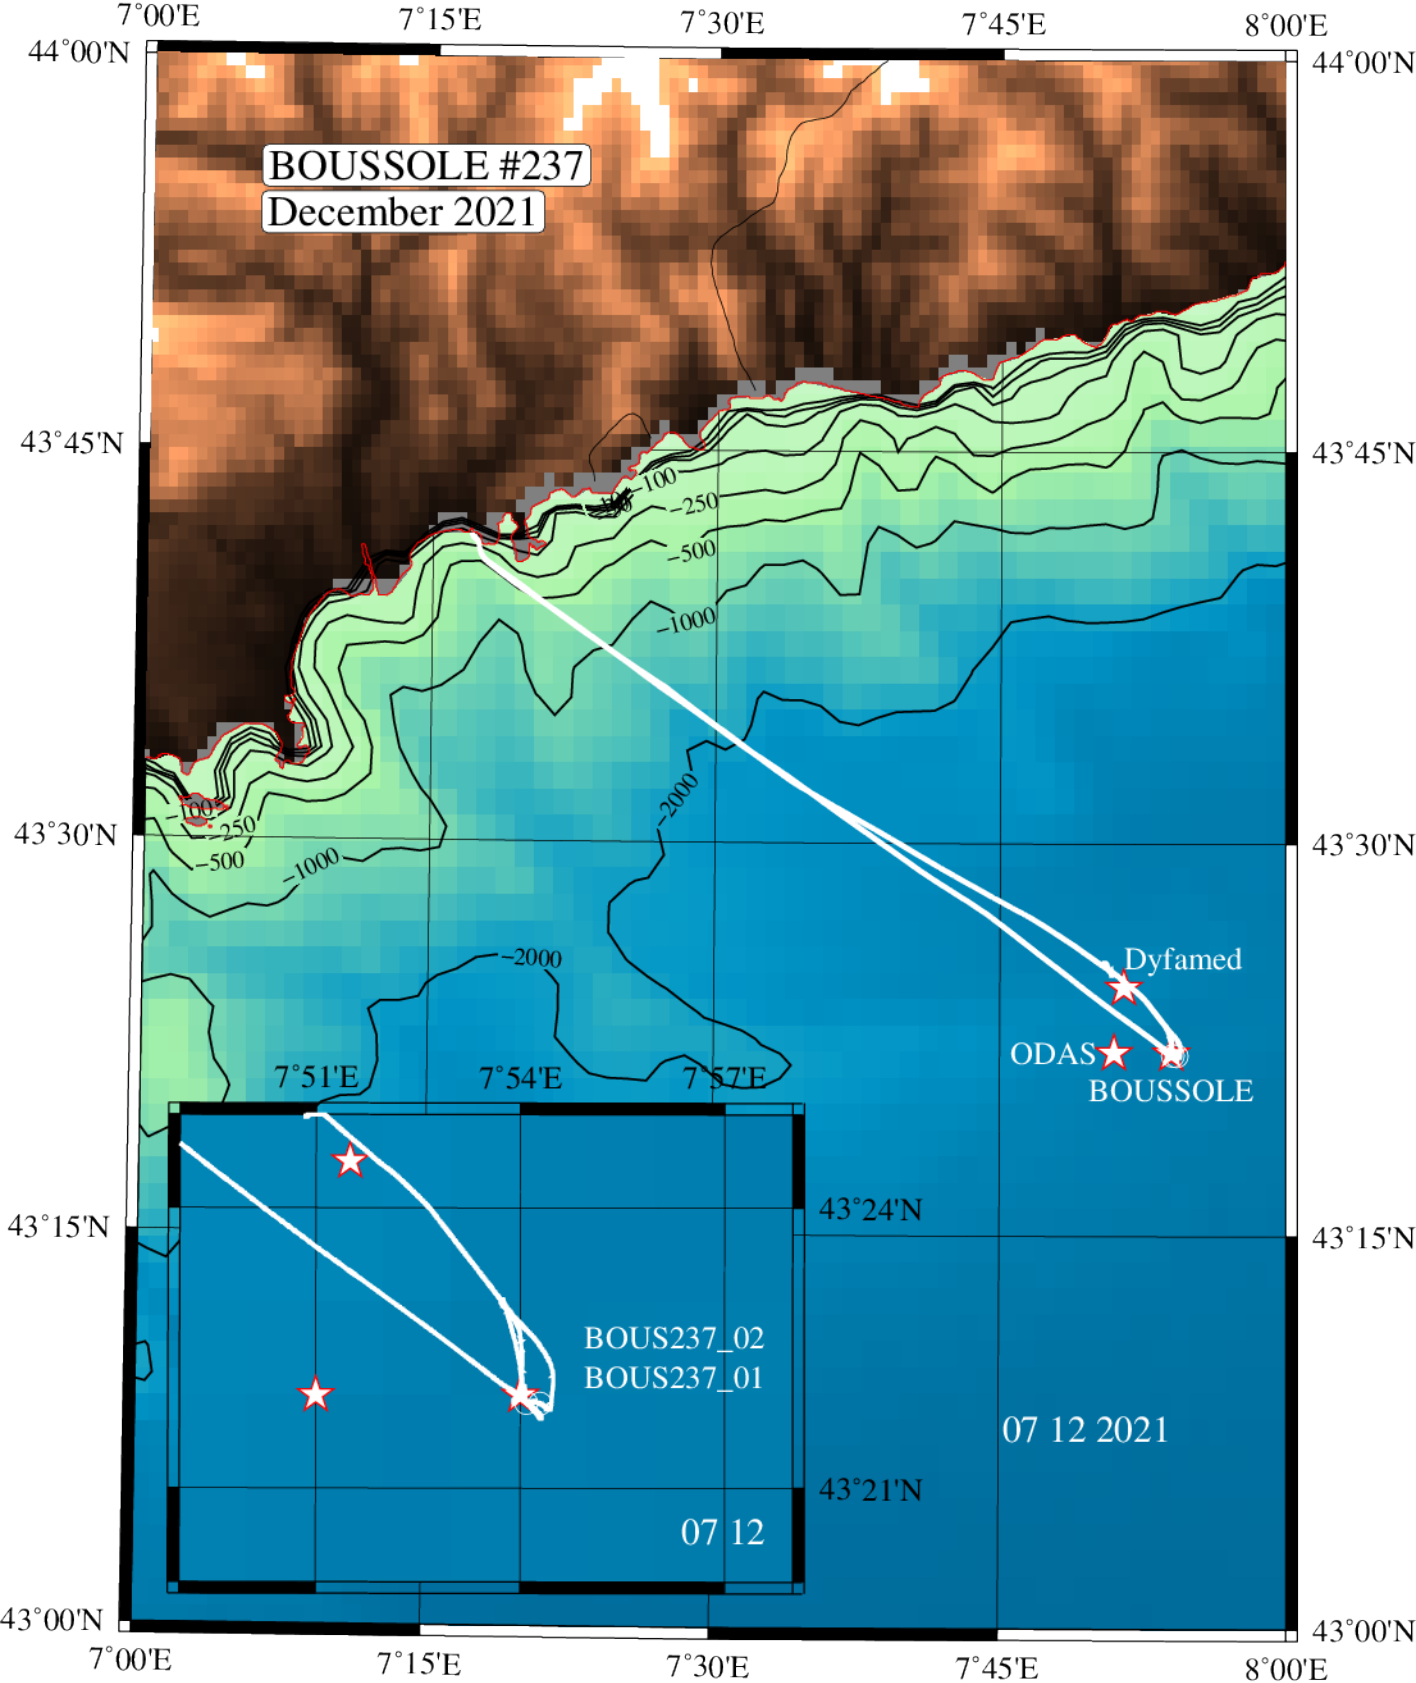 7°00'E 7°15'E 7°30'E 7°45'E 8°00'E
44°00'N 44°00'N
BOUSSOLE #237
December 2021
43°45'N 43°45'N
−100
−250
−500
−1000
−2000
−100
−250
−500
−1000
43°30'N 43°30'N
−2000
Dyfamed
ODAS
BOUSSOLE
7°51'E 7°54'E 7°57'E
43°24'N
43°15'N 43°15'N
BOUS237_02
BOUS237_01
07 12 2021
43°21'N
07 12
43°00'N 43°00'N
7°00'E 7°15'E 7°30'E 7°45'E 8°00'E